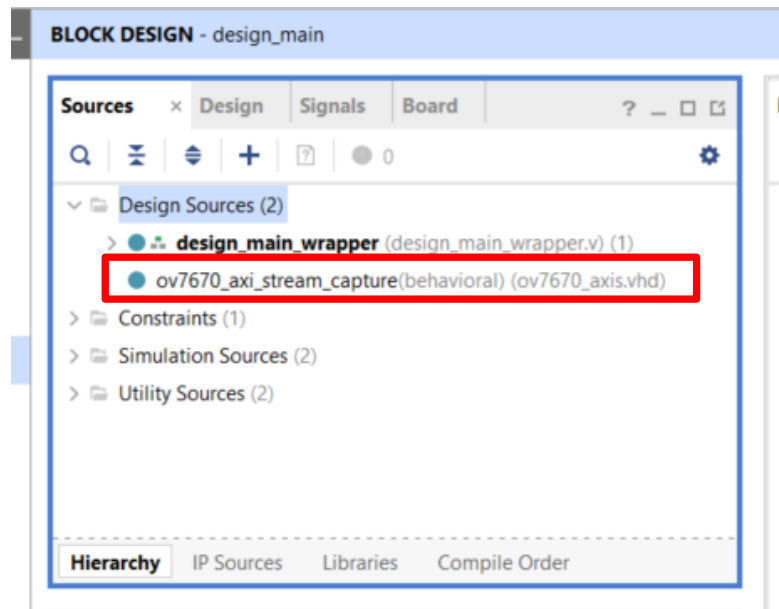 BLOCK DESIGN - design_main
Sources × Design Signals Board ? _
0
Design Sources (2)
design_main_wrapper (design_main_wrapper.v) (1)
ov7670_axi_stream_capture(behavioral) (ov7670_axis.vhd)
Constraints (1)
Simulation Sources (2)
Utility Sources (2)
Hierarchy IP Sources Libraries Compile Order